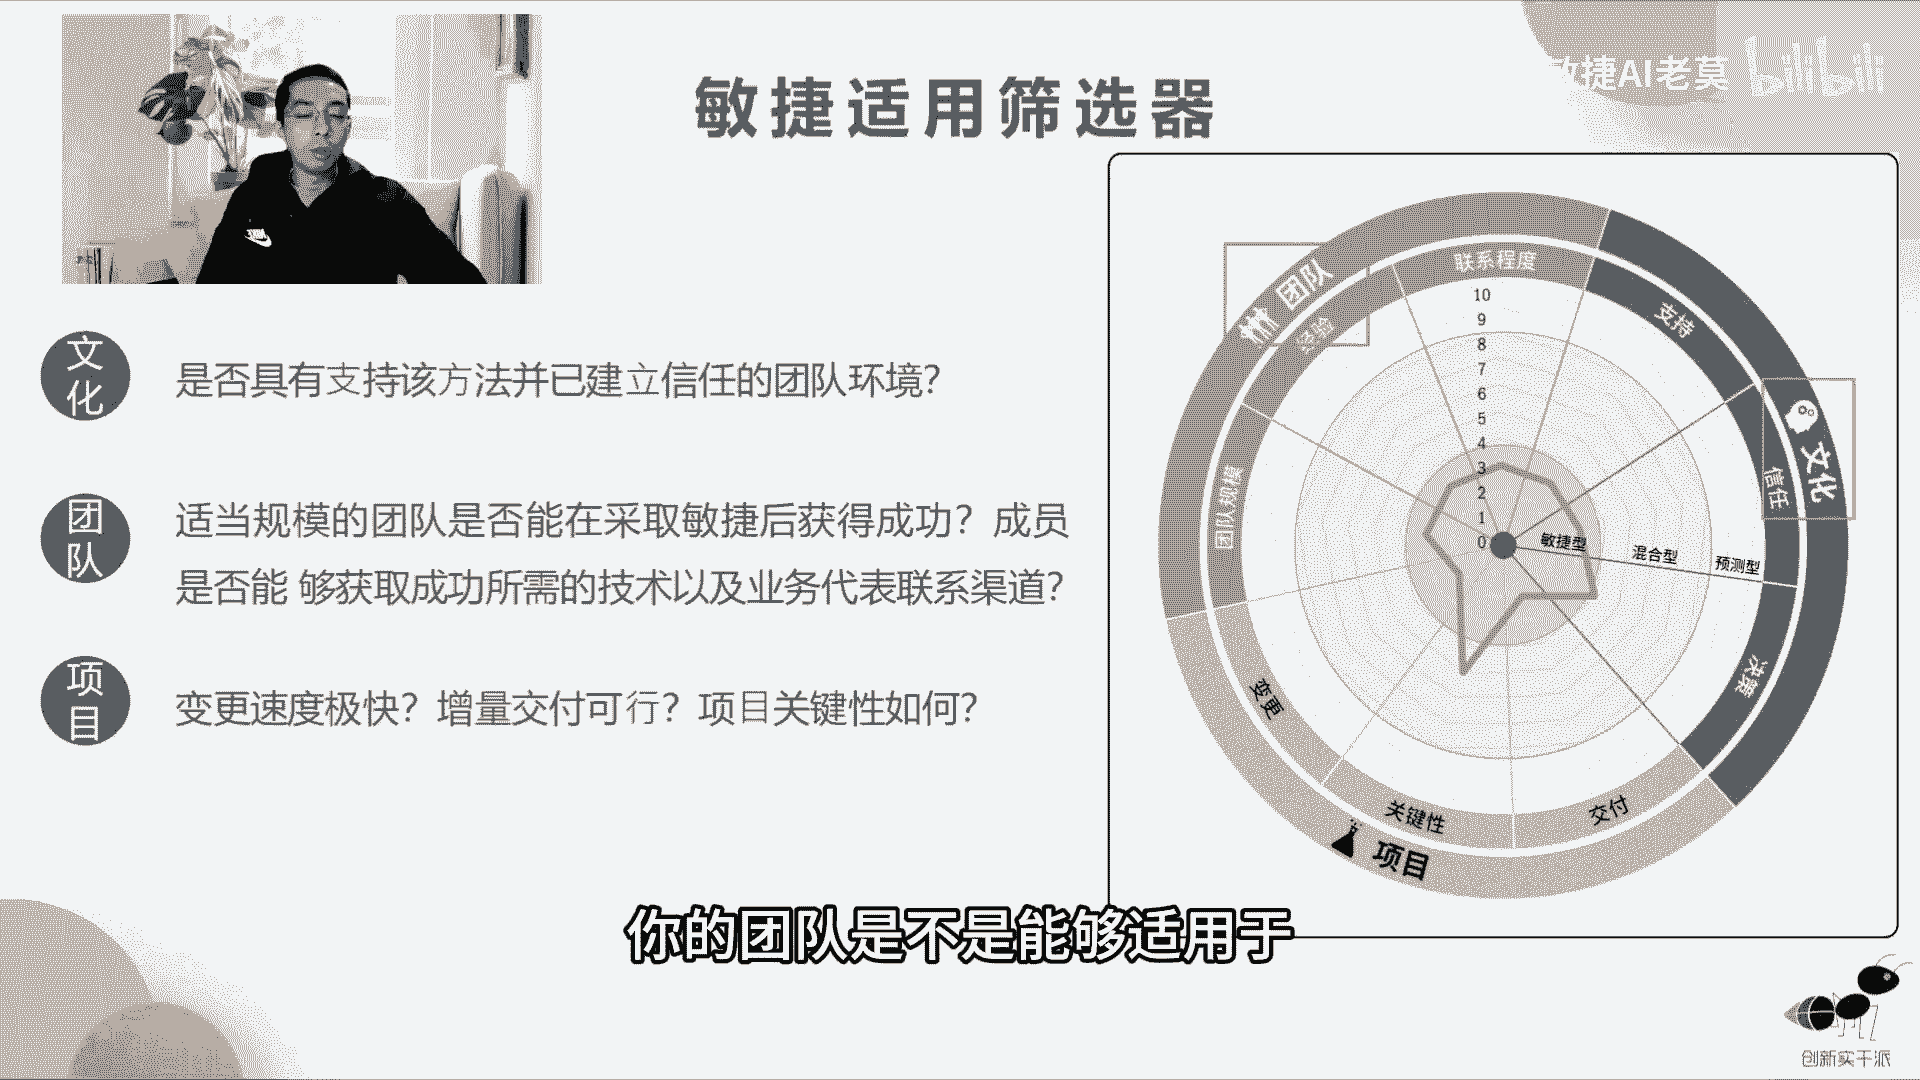 敏捷AI老莫 bilibili
敏捷适用筛选器
文化
是否具有支持该方法并已建立信任的团队环境?
团队
适当规模的团队是否能在采取敏捷后获得成功? 成员
是否能 够获取成功所需的技术以及业务代表联系渠道?
项目
变更速度极快? 增量交付可行? 项目关键性如何?
团队
经验
联系程度
支持
文化
信任
团队规模
10
9
8
7
6
5
4
3
2
1
0
敏捷型
混合型
预测型
决策
变更
关键性
交付
项目
你的团队是不是能够适用于
创新实干派